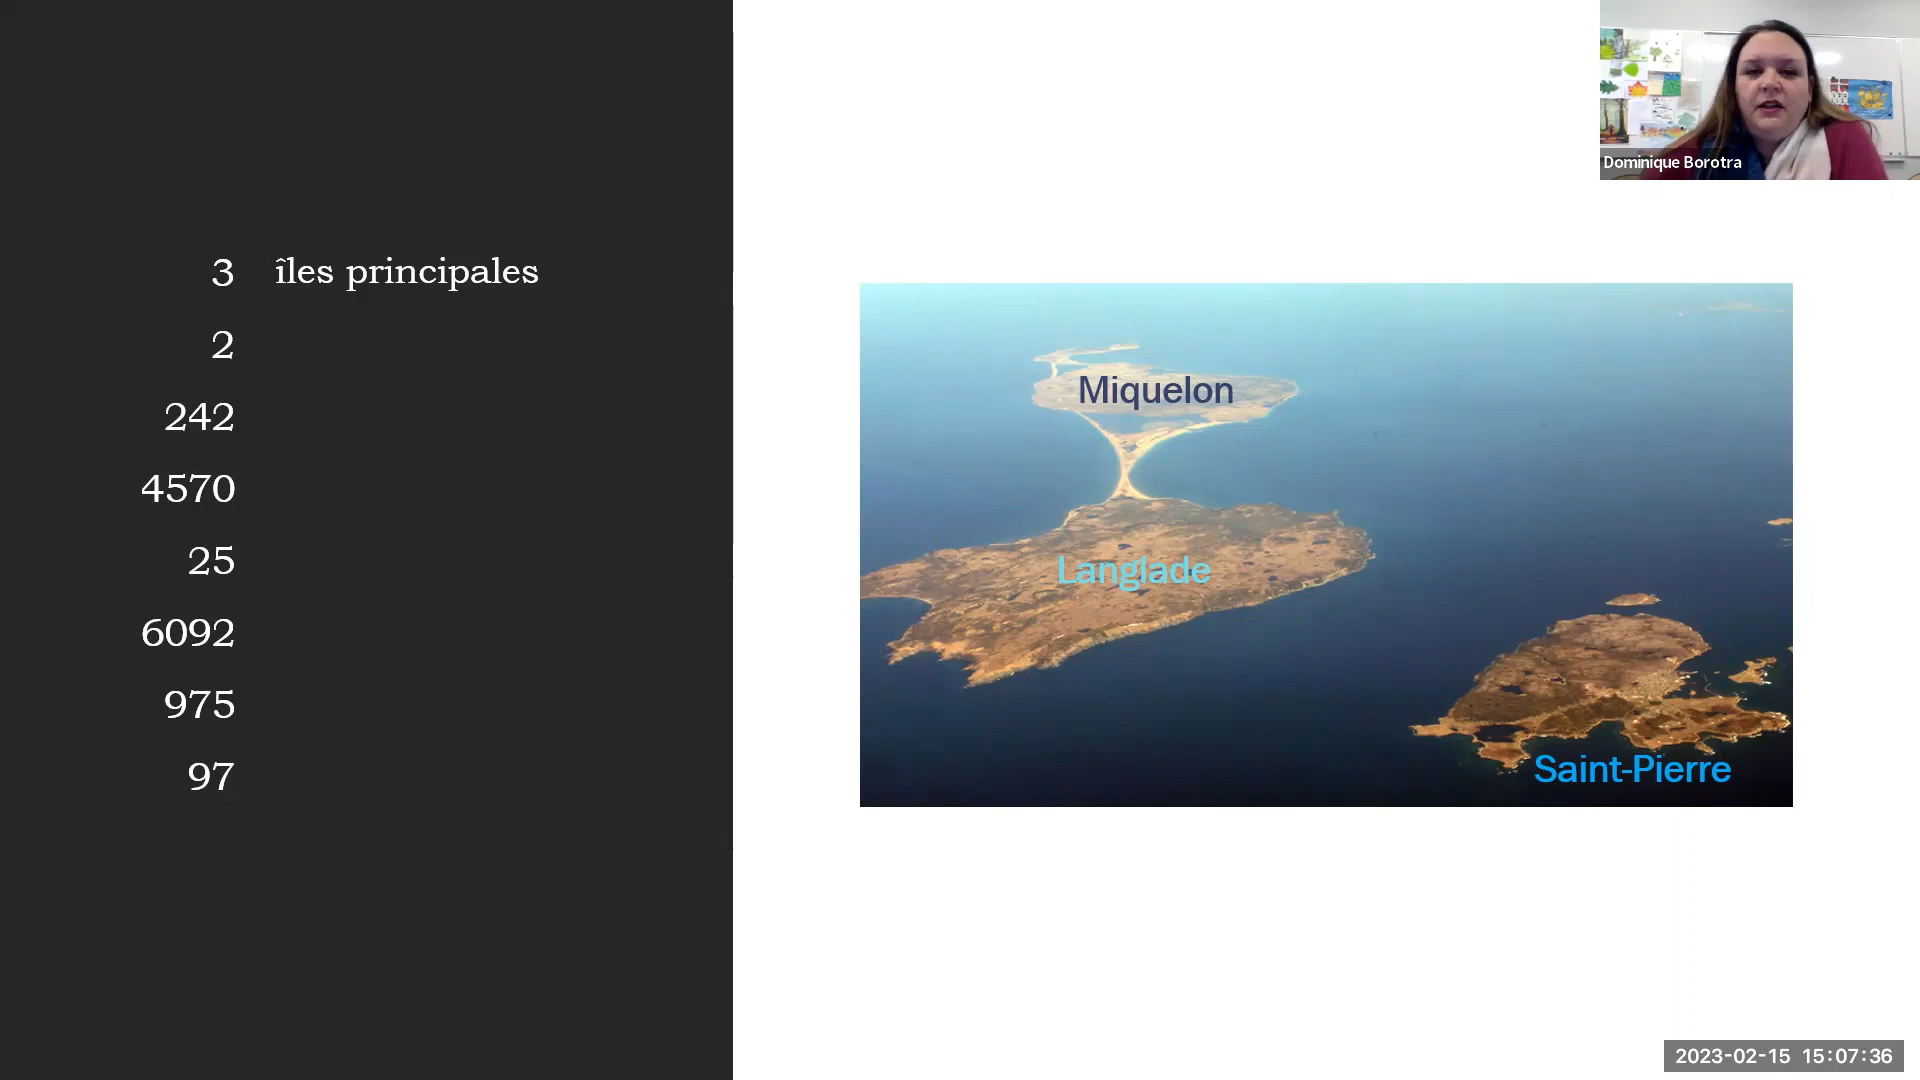 Dominique Borotra
3 îles principales
2
242
4570
25
6092
975
97
Miquelon
Langlade
Saint-Pierre
2023-02-15 15:07:36